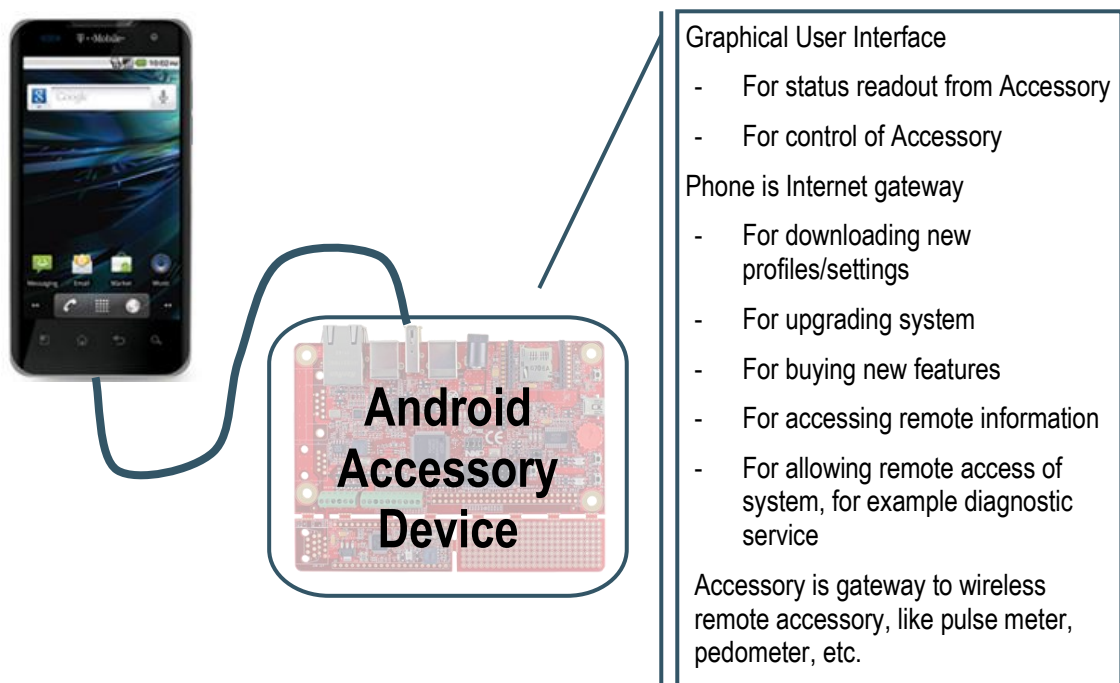 T··Mobile·
10:02 PM
Google
Messaging
Email
Market
Music
Android
Accessory
Device
Graphical User Interface
- For status readout from Accessory
- For control of Accessory
Phone is Internet gateway
- For downloading new
profiles/settings
- For upgrading system
- For buying new features
- For accessing remote information
- For allowing remote access of
system, for example diagnostic
service
Accessory is gateway to wireless
remote accessory, like pulse meter,
pedometer, etc.